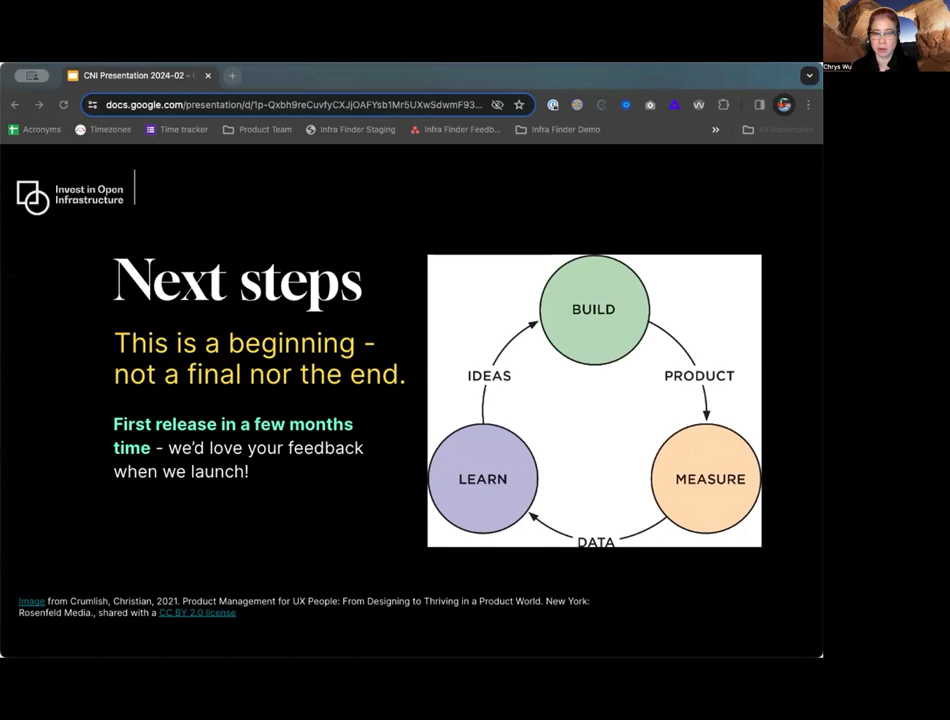 Chrys Wu
CNI Presentation 2024-02 -
docs.google.com/presentation/d/1p-Qxbh9reCuvfyCXJjOAFYsb1Mr5UXwSdwmF93...
Acronyms
Timezones
Time tracker
Product Team
Infra Finder Staging
Infra Finder Feedb...
Infra Finder Demo
All Bookmarks
Invest in Open
Infrastructure
Next steps
This is a beginning -
not a final nor the end.
First release in a few months
time - we'd love your feedback
when we launch!
BUILD
IDEAS
PRODUCT
LEARN
MEASURE
DATA
Image from Crumlish, Christian, 2021. Product Management for UX People: From Designing to Thriving in a Product World. New York:
Rosenfeld Media., shared with a CC BY 2.0 license